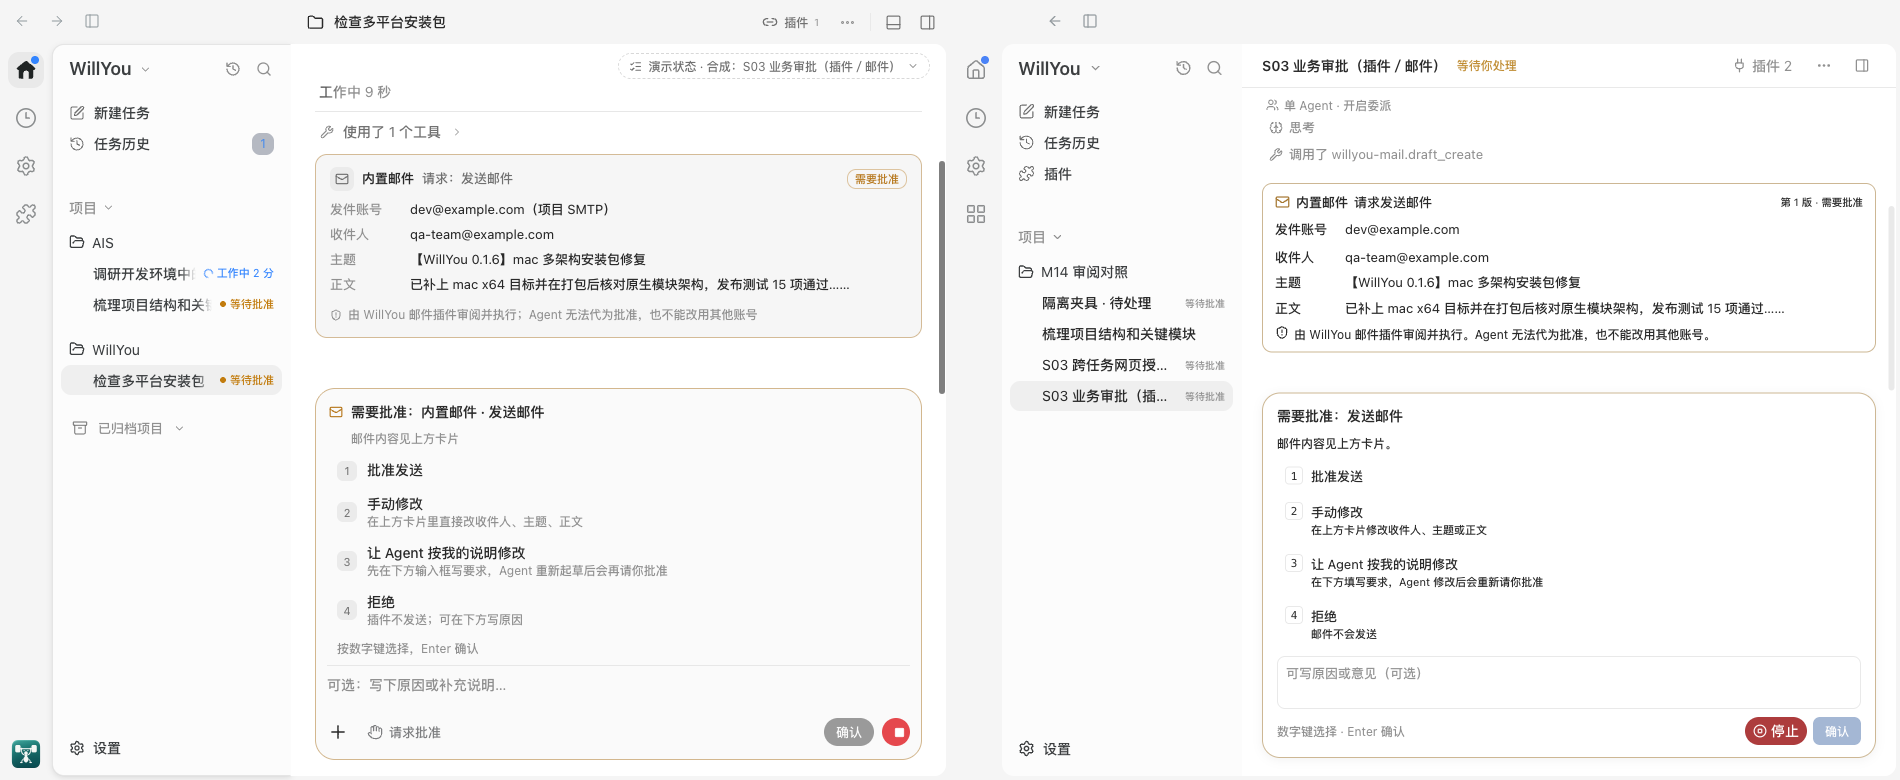 检查多平台安装包
插件 1
WillYou
新建任务
任务历史
1
项目
AIS
调研开发环境中
工作中 2 分
梳理项目结构和关
等待批准
WillYou
检查多平台安装包
等待批准
已归档项目
设置
演示状态 · 合成：S03 业务审批（插件 / 邮件）
工作中 9 秒
使用了 1 个工具
内置邮件 请求：发送邮件
需要批准
发件账号 dev@example.com（项目 SMTP）
收件人 qa-team@example.com
主题 【WillYou 0.1.6】mac 多架构安装包修复
正文 已补上 mac x64 目标并在打包后核对原生模块架构，发布测试 15 项通过……
由 WillYou 邮件插件审阅并执行；Agent 无法代为批准，也不能改用其他账号
需要批准：内置邮件 · 发送邮件
邮件内容见上方卡片
1 批准发送
2 手动修改
在上方卡片里直接改收件人、主题、正文
3 让 Agent 按我的说明修改
先在下方输入框写要求，Agent 重新起草后会再请你批准
4 拒绝
插件不发送；可在下方写原因
按数字键选择，Enter 确认
可选：写下原因或补充说明...
请求批准
确认
WillYou
新建任务
任务历史
插件
项目
M14 审阅对照
隔离夹具 · 待处理 等待批准
梳理项目结构和关键模块
S03 跨任务网页授... 等待批准
S03 业务审批（插... 等待批准
设置
S03 业务审批（插件 / 邮件） 等待你处理
插件 2
单 Agent · 开启委派
思考
调用了 willyou-mail.draft_create
内置邮件 请求发送邮件
第 1 版 · 需要批准
发件账号 dev@example.com
收件人 qa-team@example.com
主题 【WillYou 0.1.6】mac 多架构安装包修复
正文 已补上 mac x64 目标并在打包后核对原生模块架构，发布测试 15 项通过……
由 WillYou 邮件插件审阅并执行。Agent 无法代为批准，也不能改用其他账号。
需要批准：发送邮件
邮件内容见上方卡片。
1 批准发送
2 手动修改
在上方卡片修改收件人、主题或正文
3 让 Agent 按我的说明修改
在下方填写要求，Agent 修改后会重新请你批准
4 拒绝
邮件不会发送
可写原因或意见（可选）
数字键选择 · Enter 确认
停止
确认